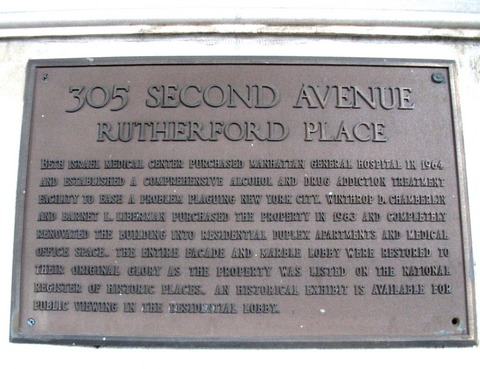 305 SECOND AVENUE
RUTHERFORD PLACE
BETH ISRAEL MEDICAL CENTER PURCHASED MANHATTAN GENERAL HOSPITAL IN 1964
AND ESTABLISHED A COMPREHENSIVE ALCOHOL AND DRUG ADDICTION TREATMENT
FACILITY TO EASE A PROBLEM PLAGUING NEW YORK CITY. WINTHROP D. CHAMBERLIN
AND BARNET L. LIBERMAN PURCHASED THE PROPERTY IN 1983 AND COMPLETELY
RENOVATED THE BUILDING INTO RESIDENTIAL DUPLEX APARTMENTS AND MEDICAL
OFFICE SPACE. THE ENTIRE FACADE AND MARBLE LOBBY WERE RESTORED TO
THEIR ORIGINAL GLORY AS THE PROPERTY WAS LISTED ON THE NATIONAL
REGISTER OF HISTORIC PLACES. AN HISTORICAL EXHIBIT IS AVAILABLE FOR
PUBLIC VIEWING IN THE RESIDENTIAL LOBBY.